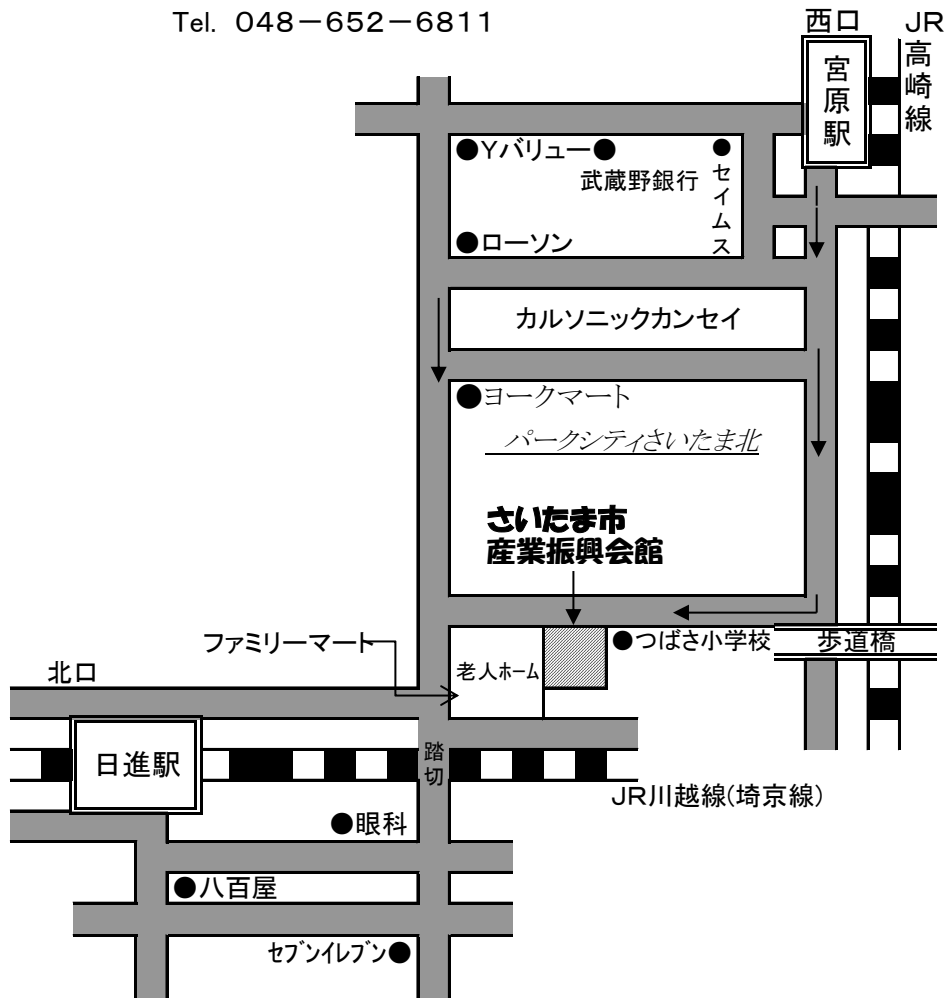 Tel. 048－652－6811
西口
JR高崎線
宮原駅
●Yバリュー●
武蔵野銀行
●セイムス
●ローソン
カルソニックカンセイ
●ヨークマート
パークシティさいたま北
さいたま市
産業振興会館
ファミリーマート
老人ホーム
●つばさ小学校
歩道橋
北口
日進駅
踏切
JR川越線(埼京線)
●眼科
●八百屋
セブンイレブン●